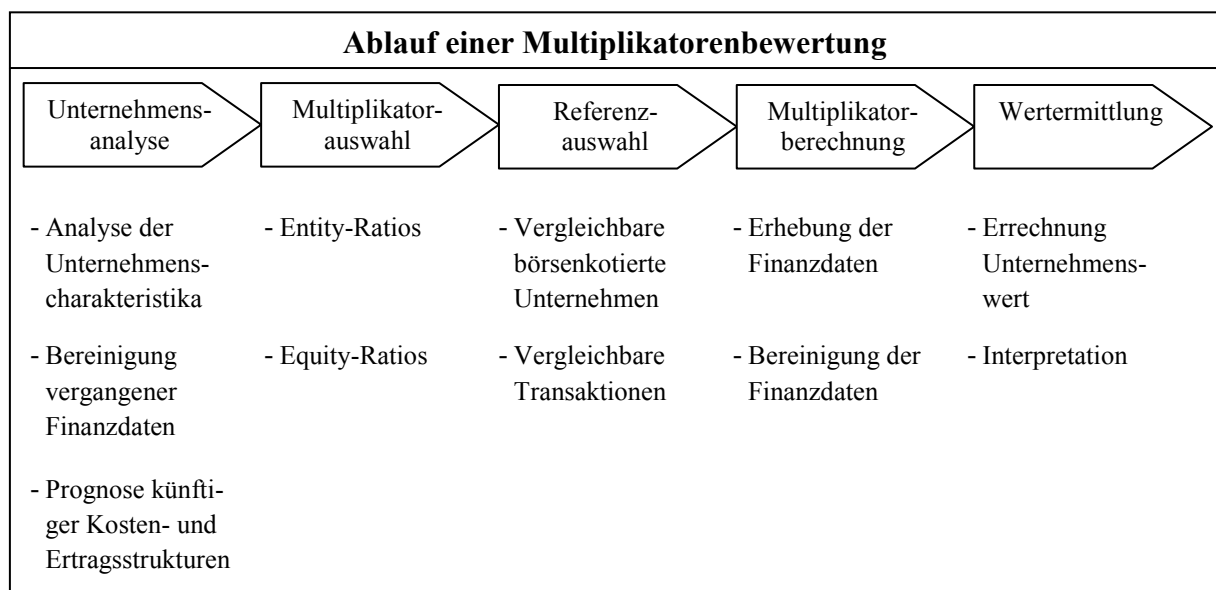 Ablauf einer Multiplikatorenbewertung
Unternehmens-
analyse
Multiplikator-
auswahl
Referenz-
auswahl
Multiplikator-
berechnung
Wertermittlung
- Analyse der
Unternehmens-
charakteristika
- Bereinigung
vergangener
Finanzdaten
- Prognose künfti-
ger Kosten- und
Ertragsstrukturen
- Entity-Ratios
- Equity-Ratios
- Vergleichbare
börsenkotierte
Unternehmen
- Vergleichbare
Transaktionen
- Erhebung der
Finanzdaten
- Bereinigung der
Finanzdaten
- Errechnung
Unternehmens-
wert
- Interpretation